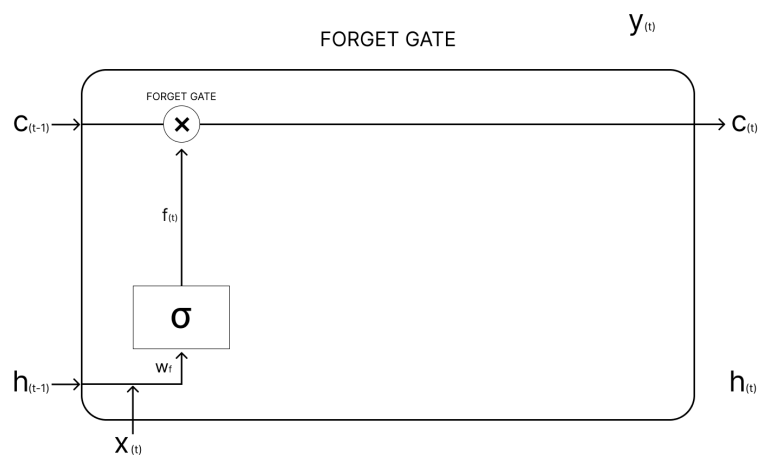 y(t)
FORGET GATE
FORGET GATE
C(t-1)
×
C(t)
f(t)
σ
wf
h(t-1)
h(t)
x(t)